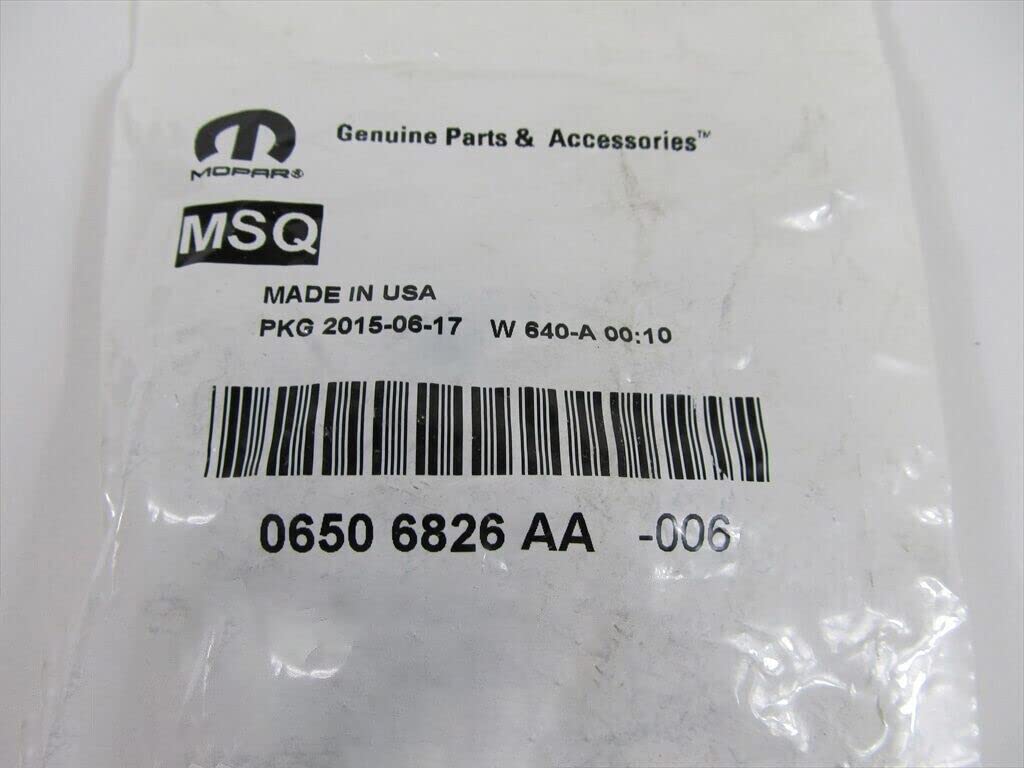 MOPAR®
Genuine Parts & Accessories™
MSQ
MADE IN USA
PKG 2015-06-17 W 640-A 00:10
0650 6826 AA -006